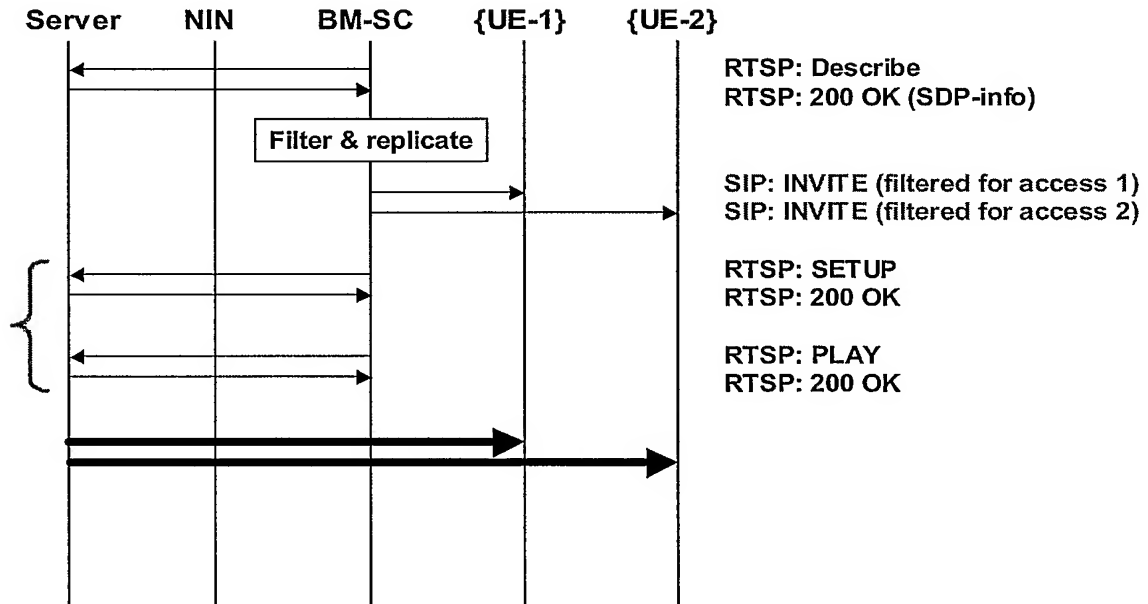 Server NIN BM-SC {UE-1} {UE-2}
RTSP: Describe
RTSP: 200 OK (SDP-info)
Filter & replicate
SIP: INVITE (filtered for access 1)
SIP: INVITE (filtered for access 2)
RTSP: SETUP
RTSP: 200 OK
RTSP: PLAY
RTSP: 200 OK